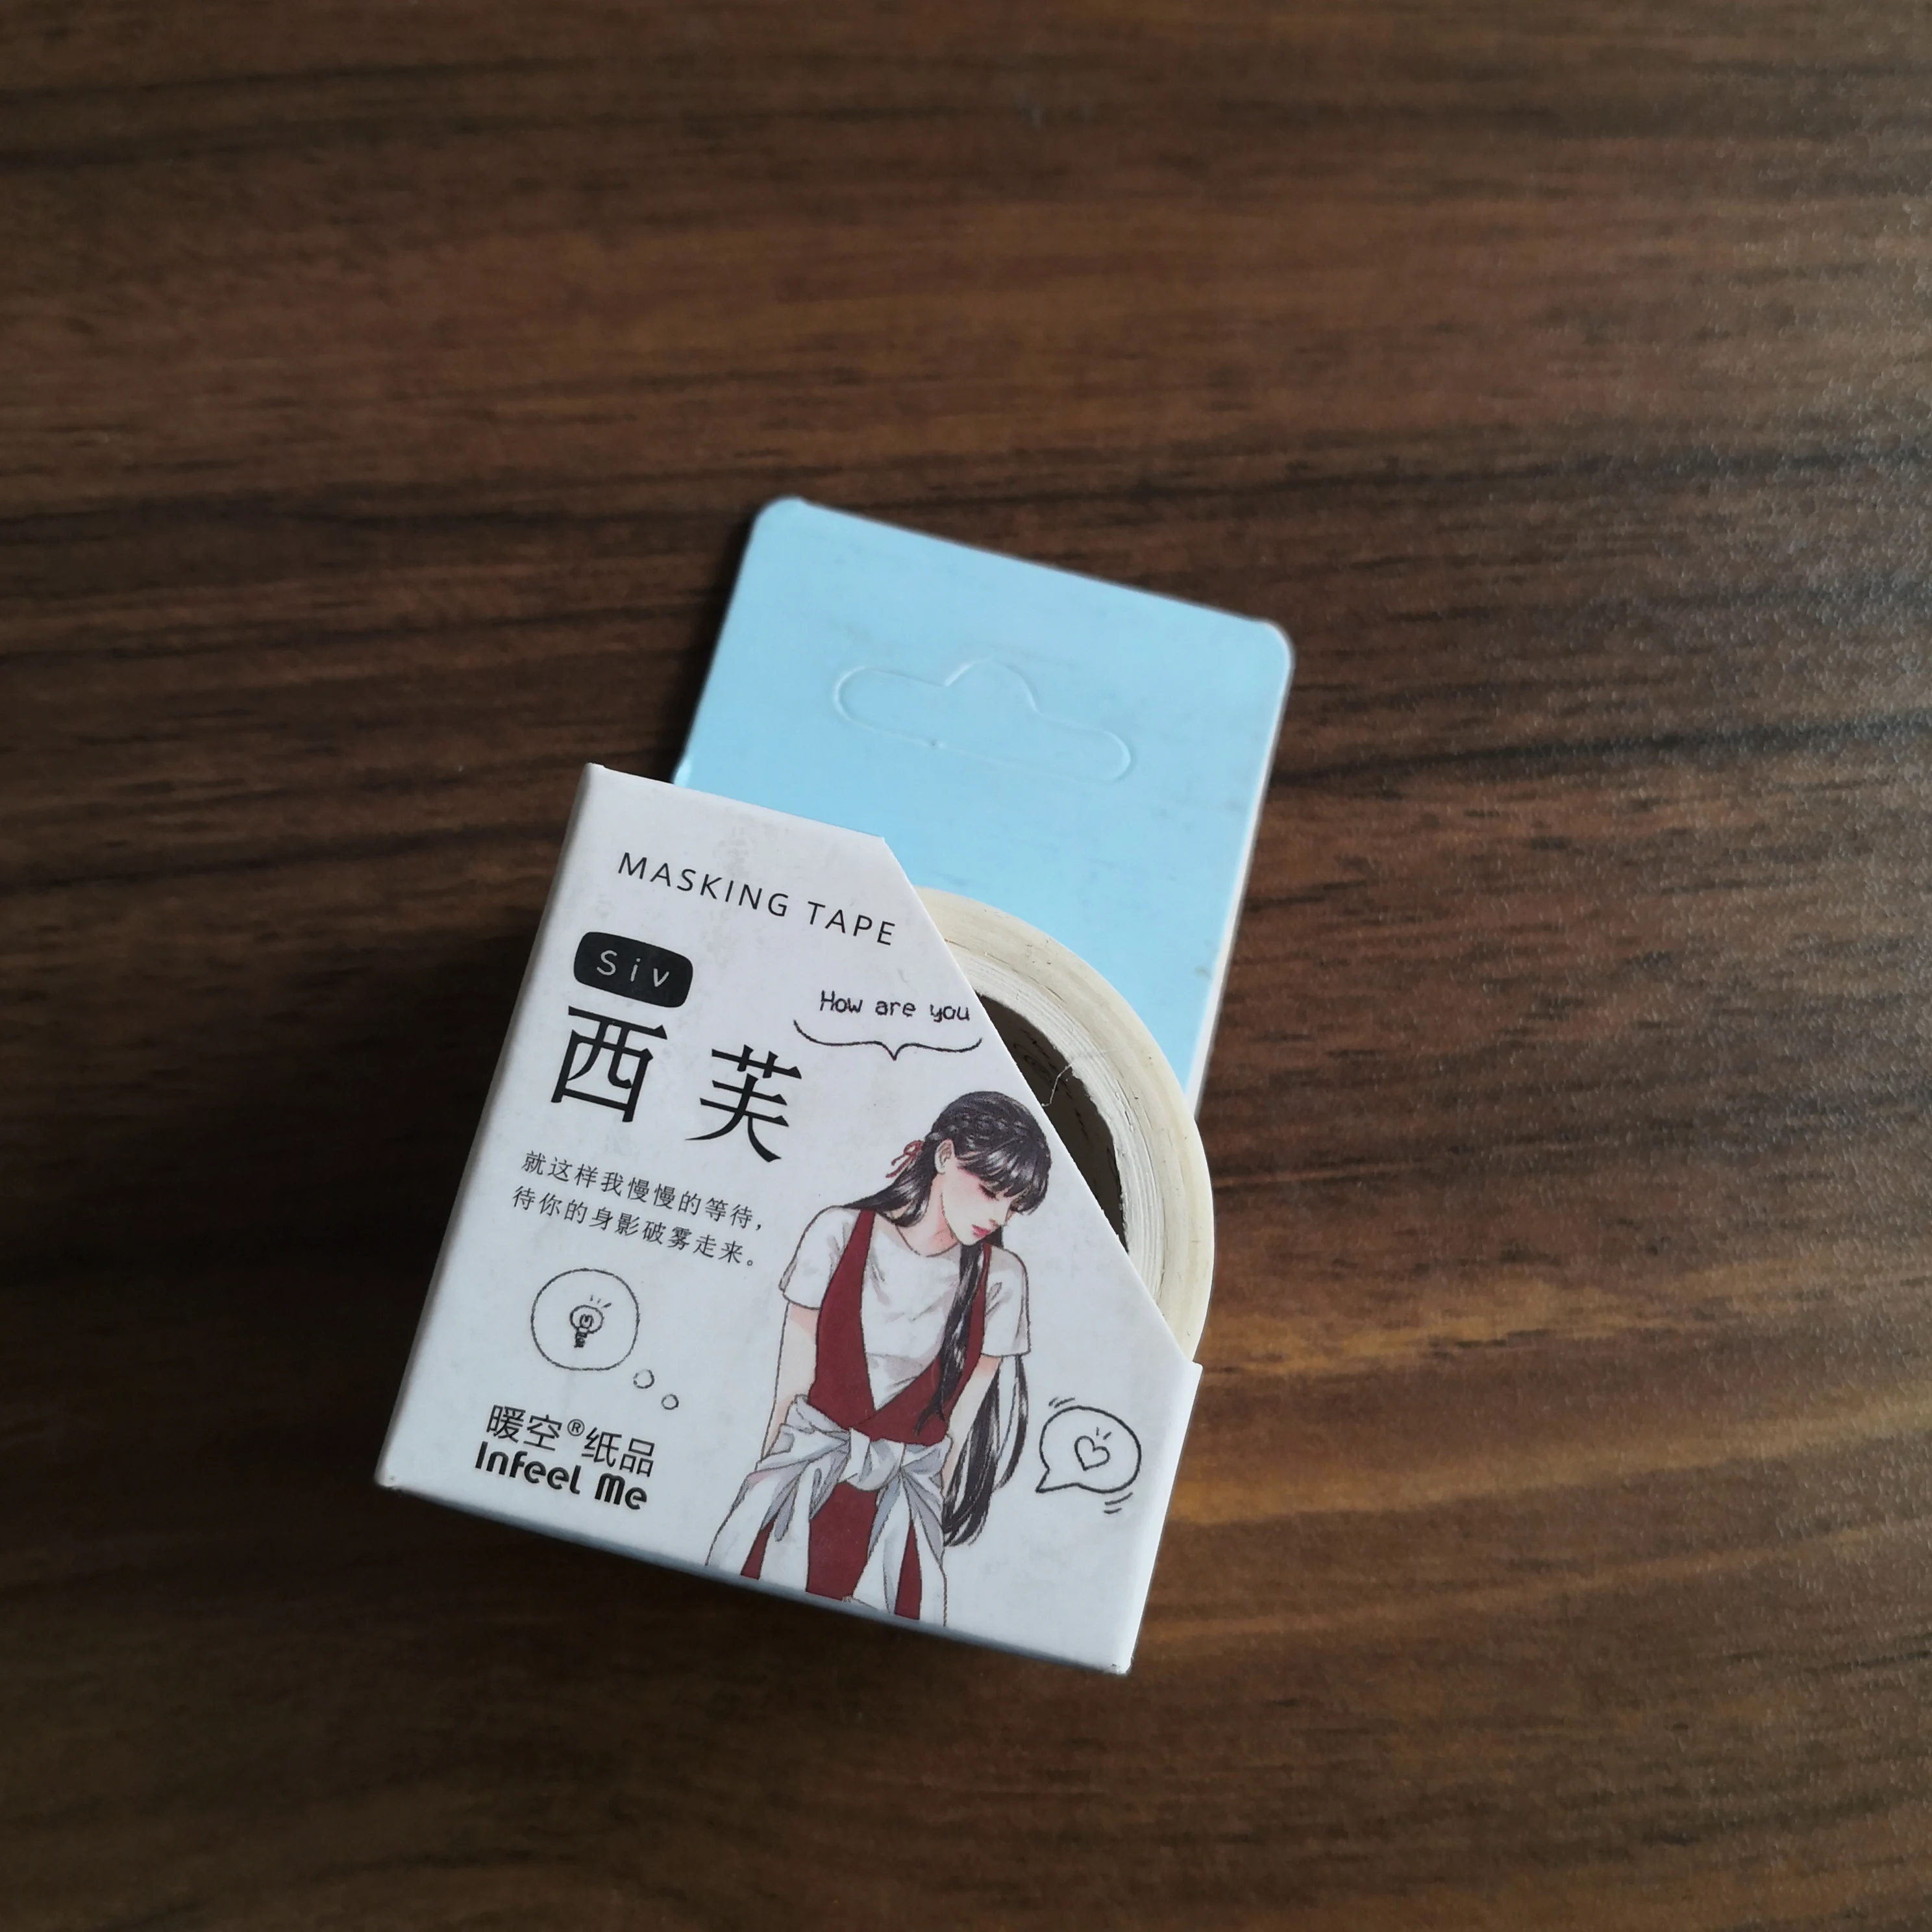 MASKING TAPE
Siv
How are you
西芙
就这样我慢慢的等待，
待你的身影破雾走来。
暖空®纸品
Infeel Me